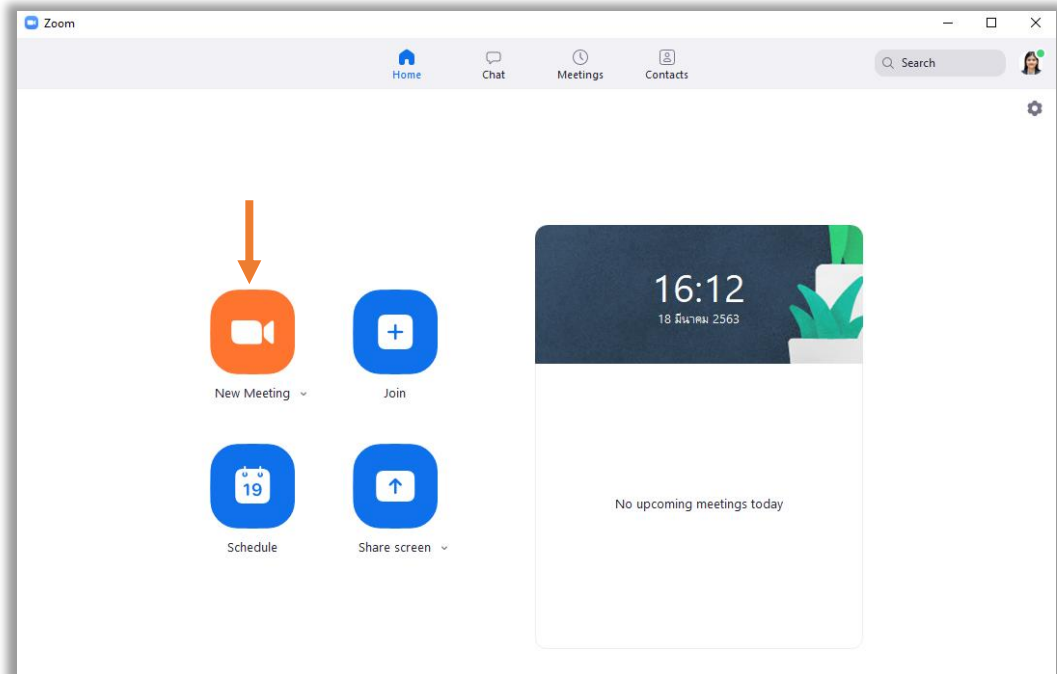 Zoom
Home
Chat
Meetings
Contacts
Search
16:12
18 มีนาคม 2563
New Meeting
Join
19
Schedule
Share screen
No upcoming meetings today